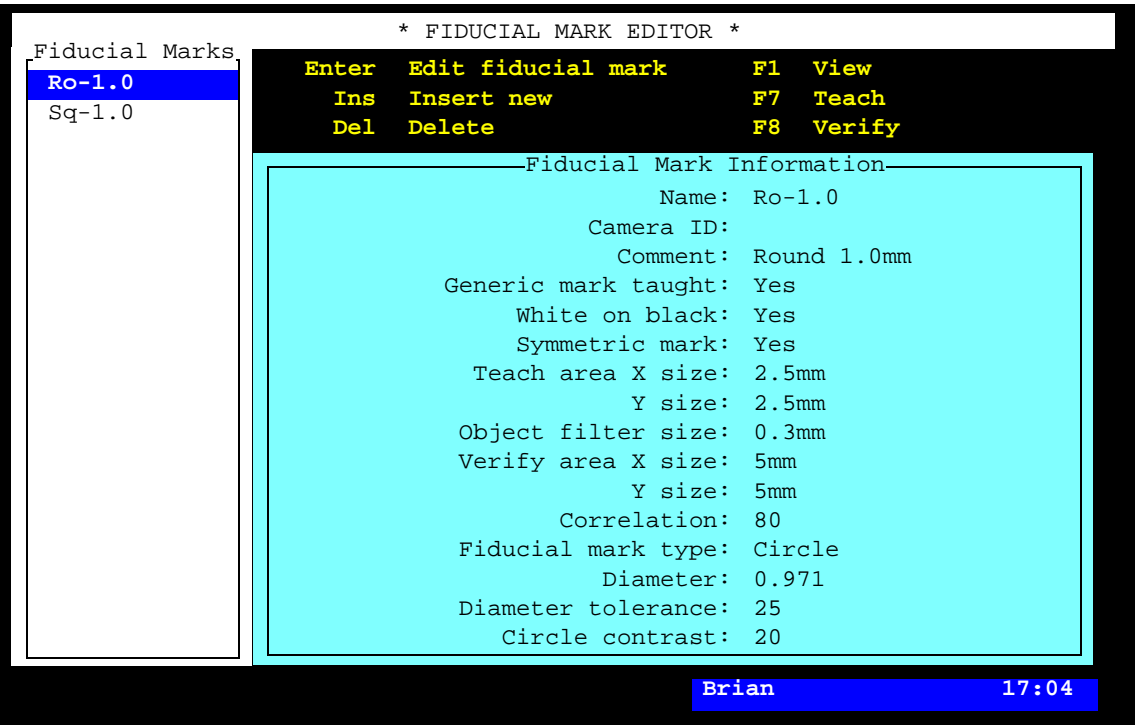 * FIDUCIAL MARK EDITOR *
Fiducial Marks
Ro-1.0
Sq-1.0
Enter Edit fiducial mark F1 View
Ins Insert new F7 Teach
Del Delete F8 Verify
Fiducial Mark Information
Name: Ro-1.0
Camera ID:
Comment: Round 1.0mm
Generic mark taught: Yes
White on black: Yes
Symmetric mark: Yes
Teach area X size: 2.5mm
Y size: 2.5mm
Object filter size: 0.3mm
Verify area X size: 5mm
Y size: 5mm
Correlation: 80
Fiducial mark type: Circle
Diameter: 0.971
Diameter tolerance: 25
Circle contrast: 20
Brian 17:04